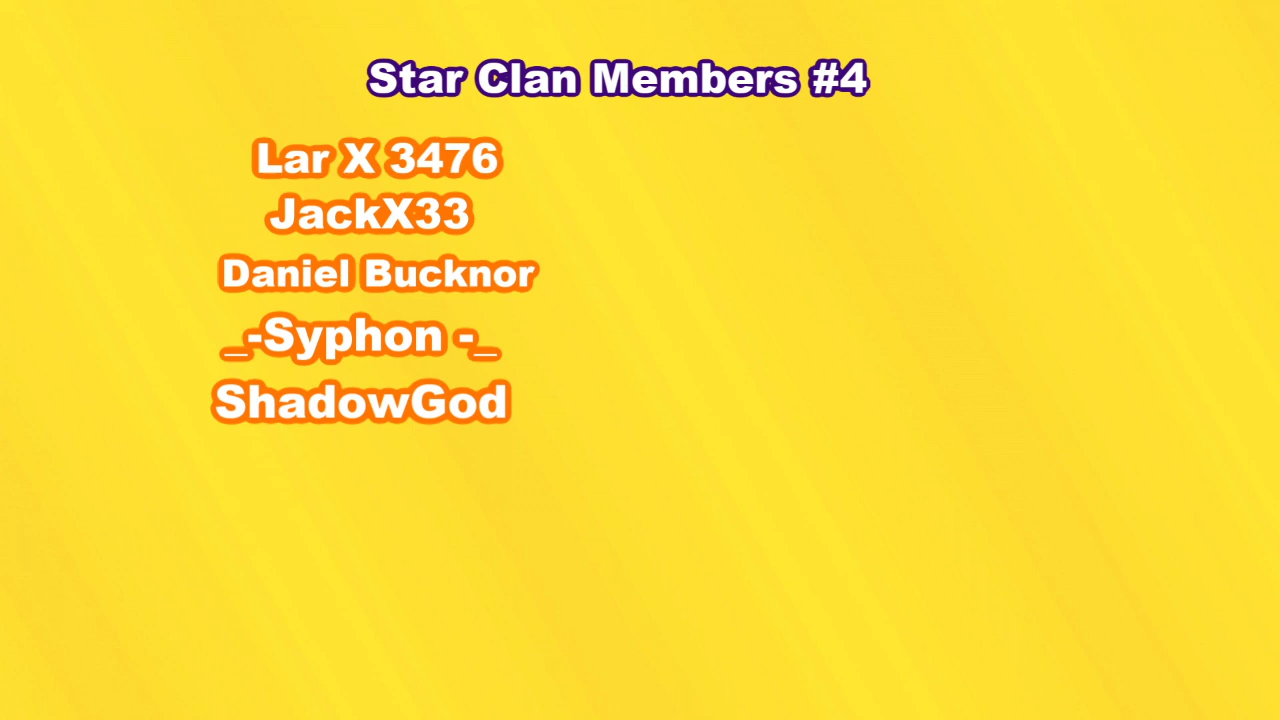 Star Clan Members #4
Lar X 3476
JackX33
Daniel Bucknor
_-Syphon -_
ShadowGod